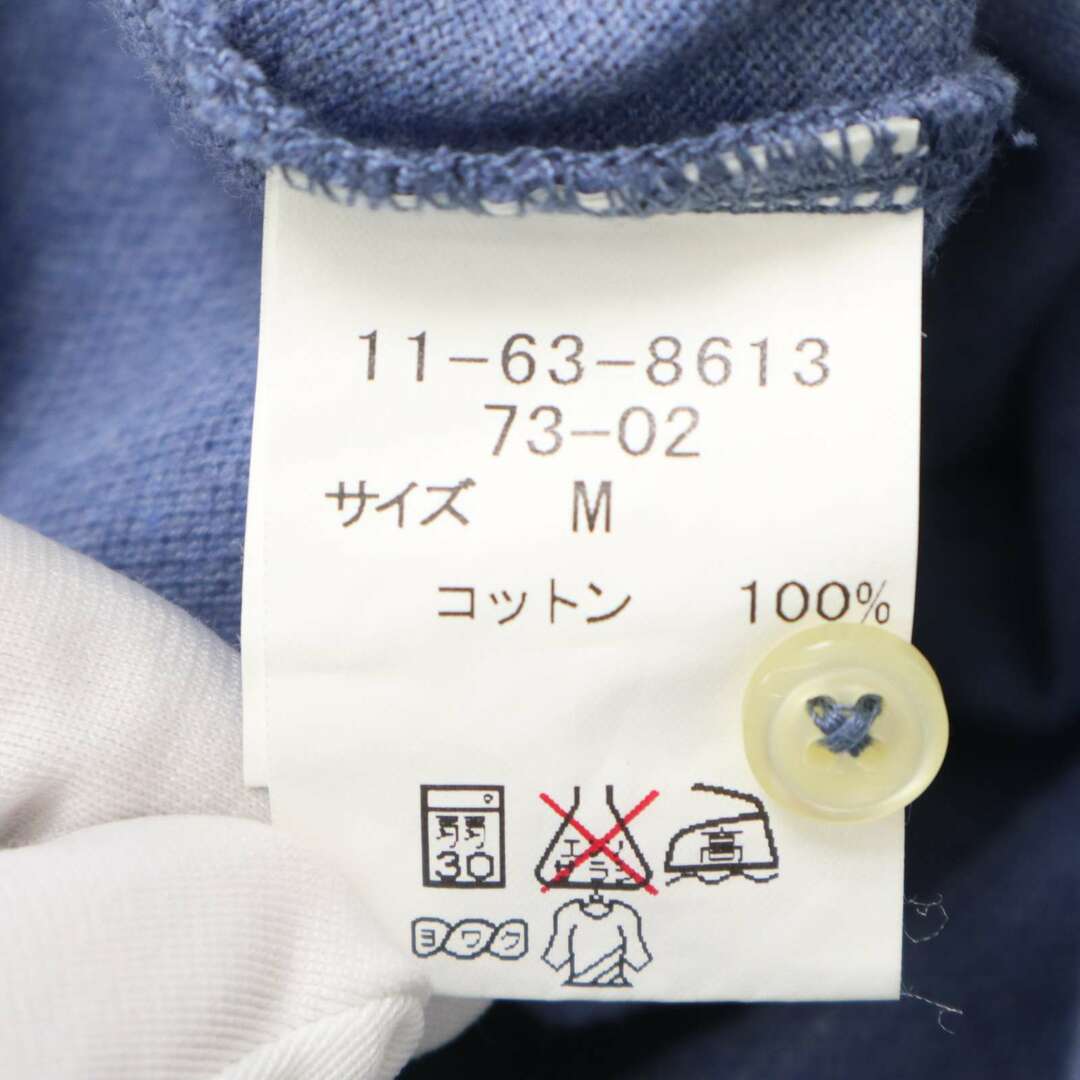 11-63-8613
73-02
サイズ M
コットン 100%
弱 30
エンソ サラシ
高
ヨワク